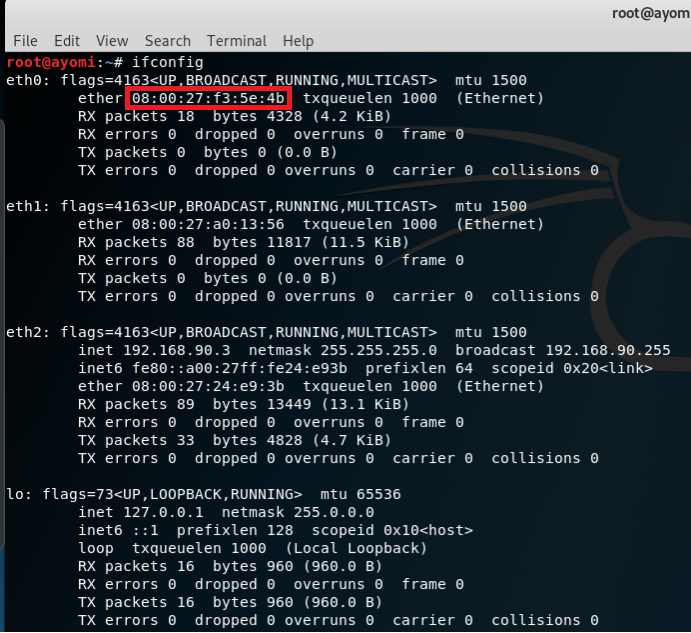 root@ayom
File Edit View Search Terminal Help
root@ayomi:~# ifconfig
eth0: flags=4163<UP,BROADCAST,RUNNING,MULTICAST>  mtu 1500
        ether 08:00:27:f3:5e:4b  txqueuelen 1000  (Ethernet)
        RX packets 18  bytes 4328 (4.2 KiB)
        RX errors 0  dropped 0 overruns 0  frame 0
        TX packets 0  bytes 0 (0.0 B)
        TX errors 0  dropped 0 overruns 0  carrier 0  collisions 0
eth1: flags=4163<UP,BROADCAST,RUNNING,MULTICAST>  mtu 1500
        ether 08:00:27:a0:13:56  txqueuelen 1000  (Ethernet)
        RX packets 88  bytes 11817 (11.5 KiB)
        RX errors 0  dropped 0 overruns 0  frame 0
        TX packets 0  bytes 0 (0.0 B)
        TX errors 0  dropped 0 overruns 0  carrier 0  collisions 0
eth2: flags=4163<UP,BROADCAST,RUNNING,MULTICAST>  mtu 1500
        inet 192.168.90.3  netmask 255.255.255.0  broadcast 192.168.90.255
        inet6 fe80::a00:27ff:fe24:e93b  prefixlen 64  scopeid 0x20<link>
        ether 08:00:27:24:e9:3b  txqueuelen 1000  (Ethernet)
        RX packets 89  bytes 13449 (13.1 KiB)
        RX errors 0  dropped 0 overruns 0  frame 0
        TX packets 33  bytes 4828 (4.7 KiB)
        TX errors 0  dropped 0 overruns 0  carrier 0  collisions 0
lo: flags=73<UP,LOOPBACK,RUNNING>  mtu 65536
        inet 127.0.0.1  netmask 255.0.0.0
        inet6 ::1  prefixlen 128  scopeid 0x10<host>
        loop  txqueuelen 1000  (Local Loopback)
        RX packets 16  bytes 960 (960.0 B)
        RX errors 0  dropped 0 overruns 0  frame 0
        TX packets 16  bytes 960 (960.0 B)
        TX errors 0  dropped 0 overruns 0  carrier 0  collisions 0